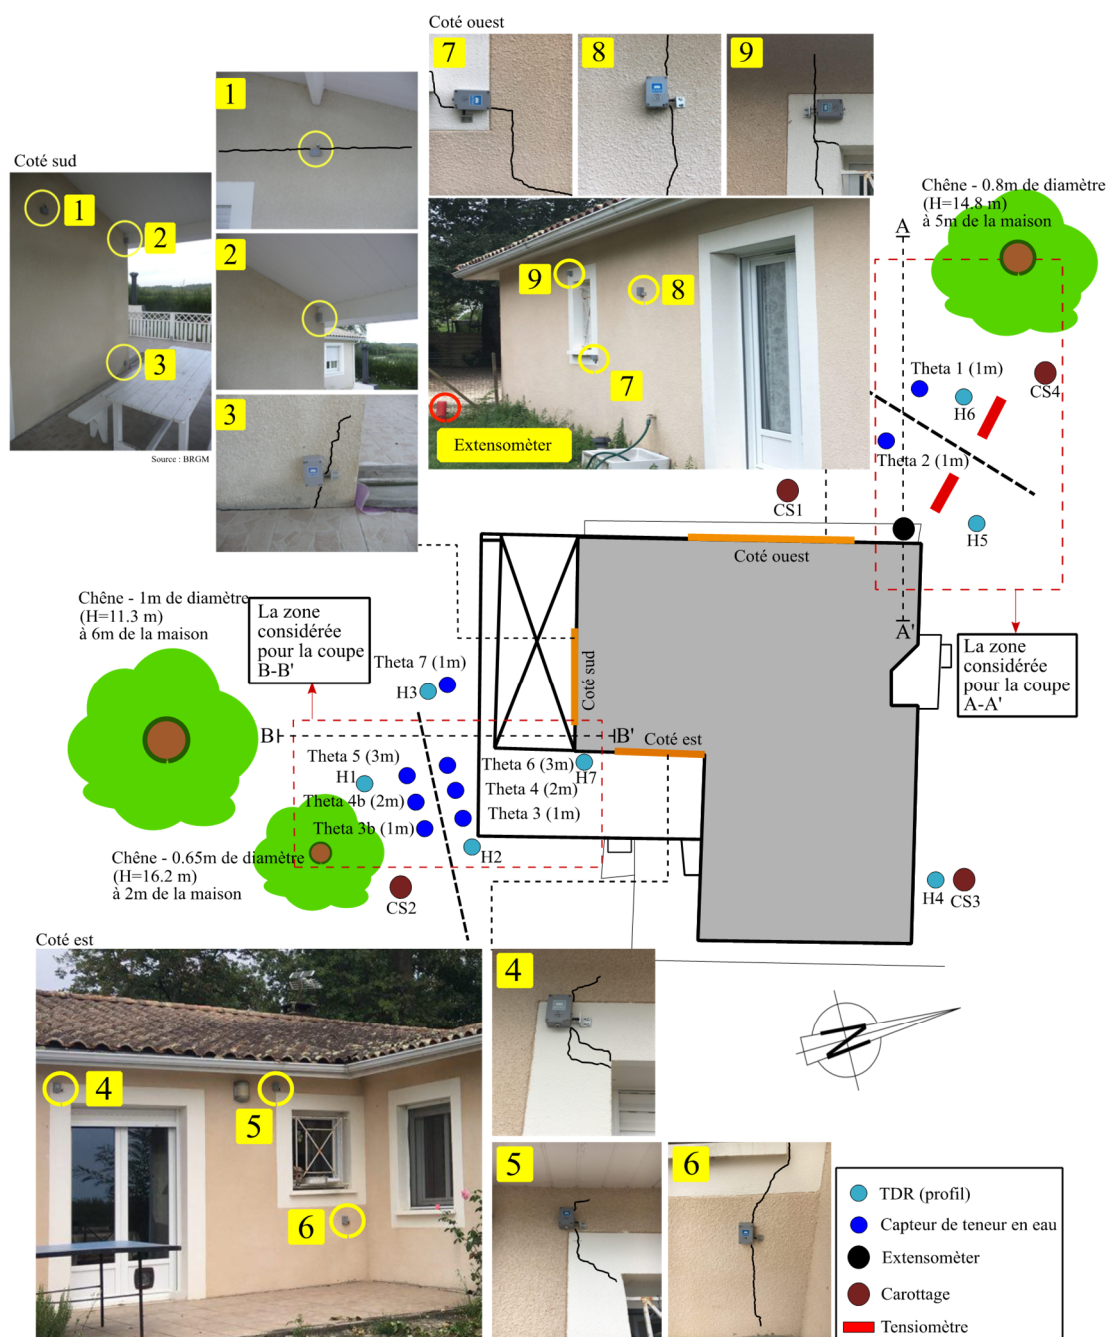 Coté ouest
7
8
9
1
Coté sud
1
2
3
2
3
Source : BRGM
9
8
7
Extensomèter
Chêne - 0.8m de diamètre
(H=14.8 m)
à 5m de la maison
A
Theta 1 (1m)
H6
CS4
Theta 2 (1m)
CS1
H5
Coté ouest
A'
La zone
considérée
pour la coupe
A-A'
Chêne - 1m de diamètre
(H=11.3 m)
à 6m de la maison
La zone
considérée
pour la coupe
B-B'
Theta 7 (1m)
H3
Coté sud
B
B'
Coté est
Theta 5 (3m)
H1
Theta 4b (2m)
Theta 3b (1m)
Theta 6 (3m)
H7
Theta 4 (2m)
Theta 3 (1m)
H2
Chêne - 0.65m de diamètre
(H=16.2 m)
à 2m de la maison
CS2
H4
CS3
Coté est
4
5
6
4
5
6
N
TDR (profil)
Capteur de teneur en eau
Extensomèter
Carottage
Tensiomètre